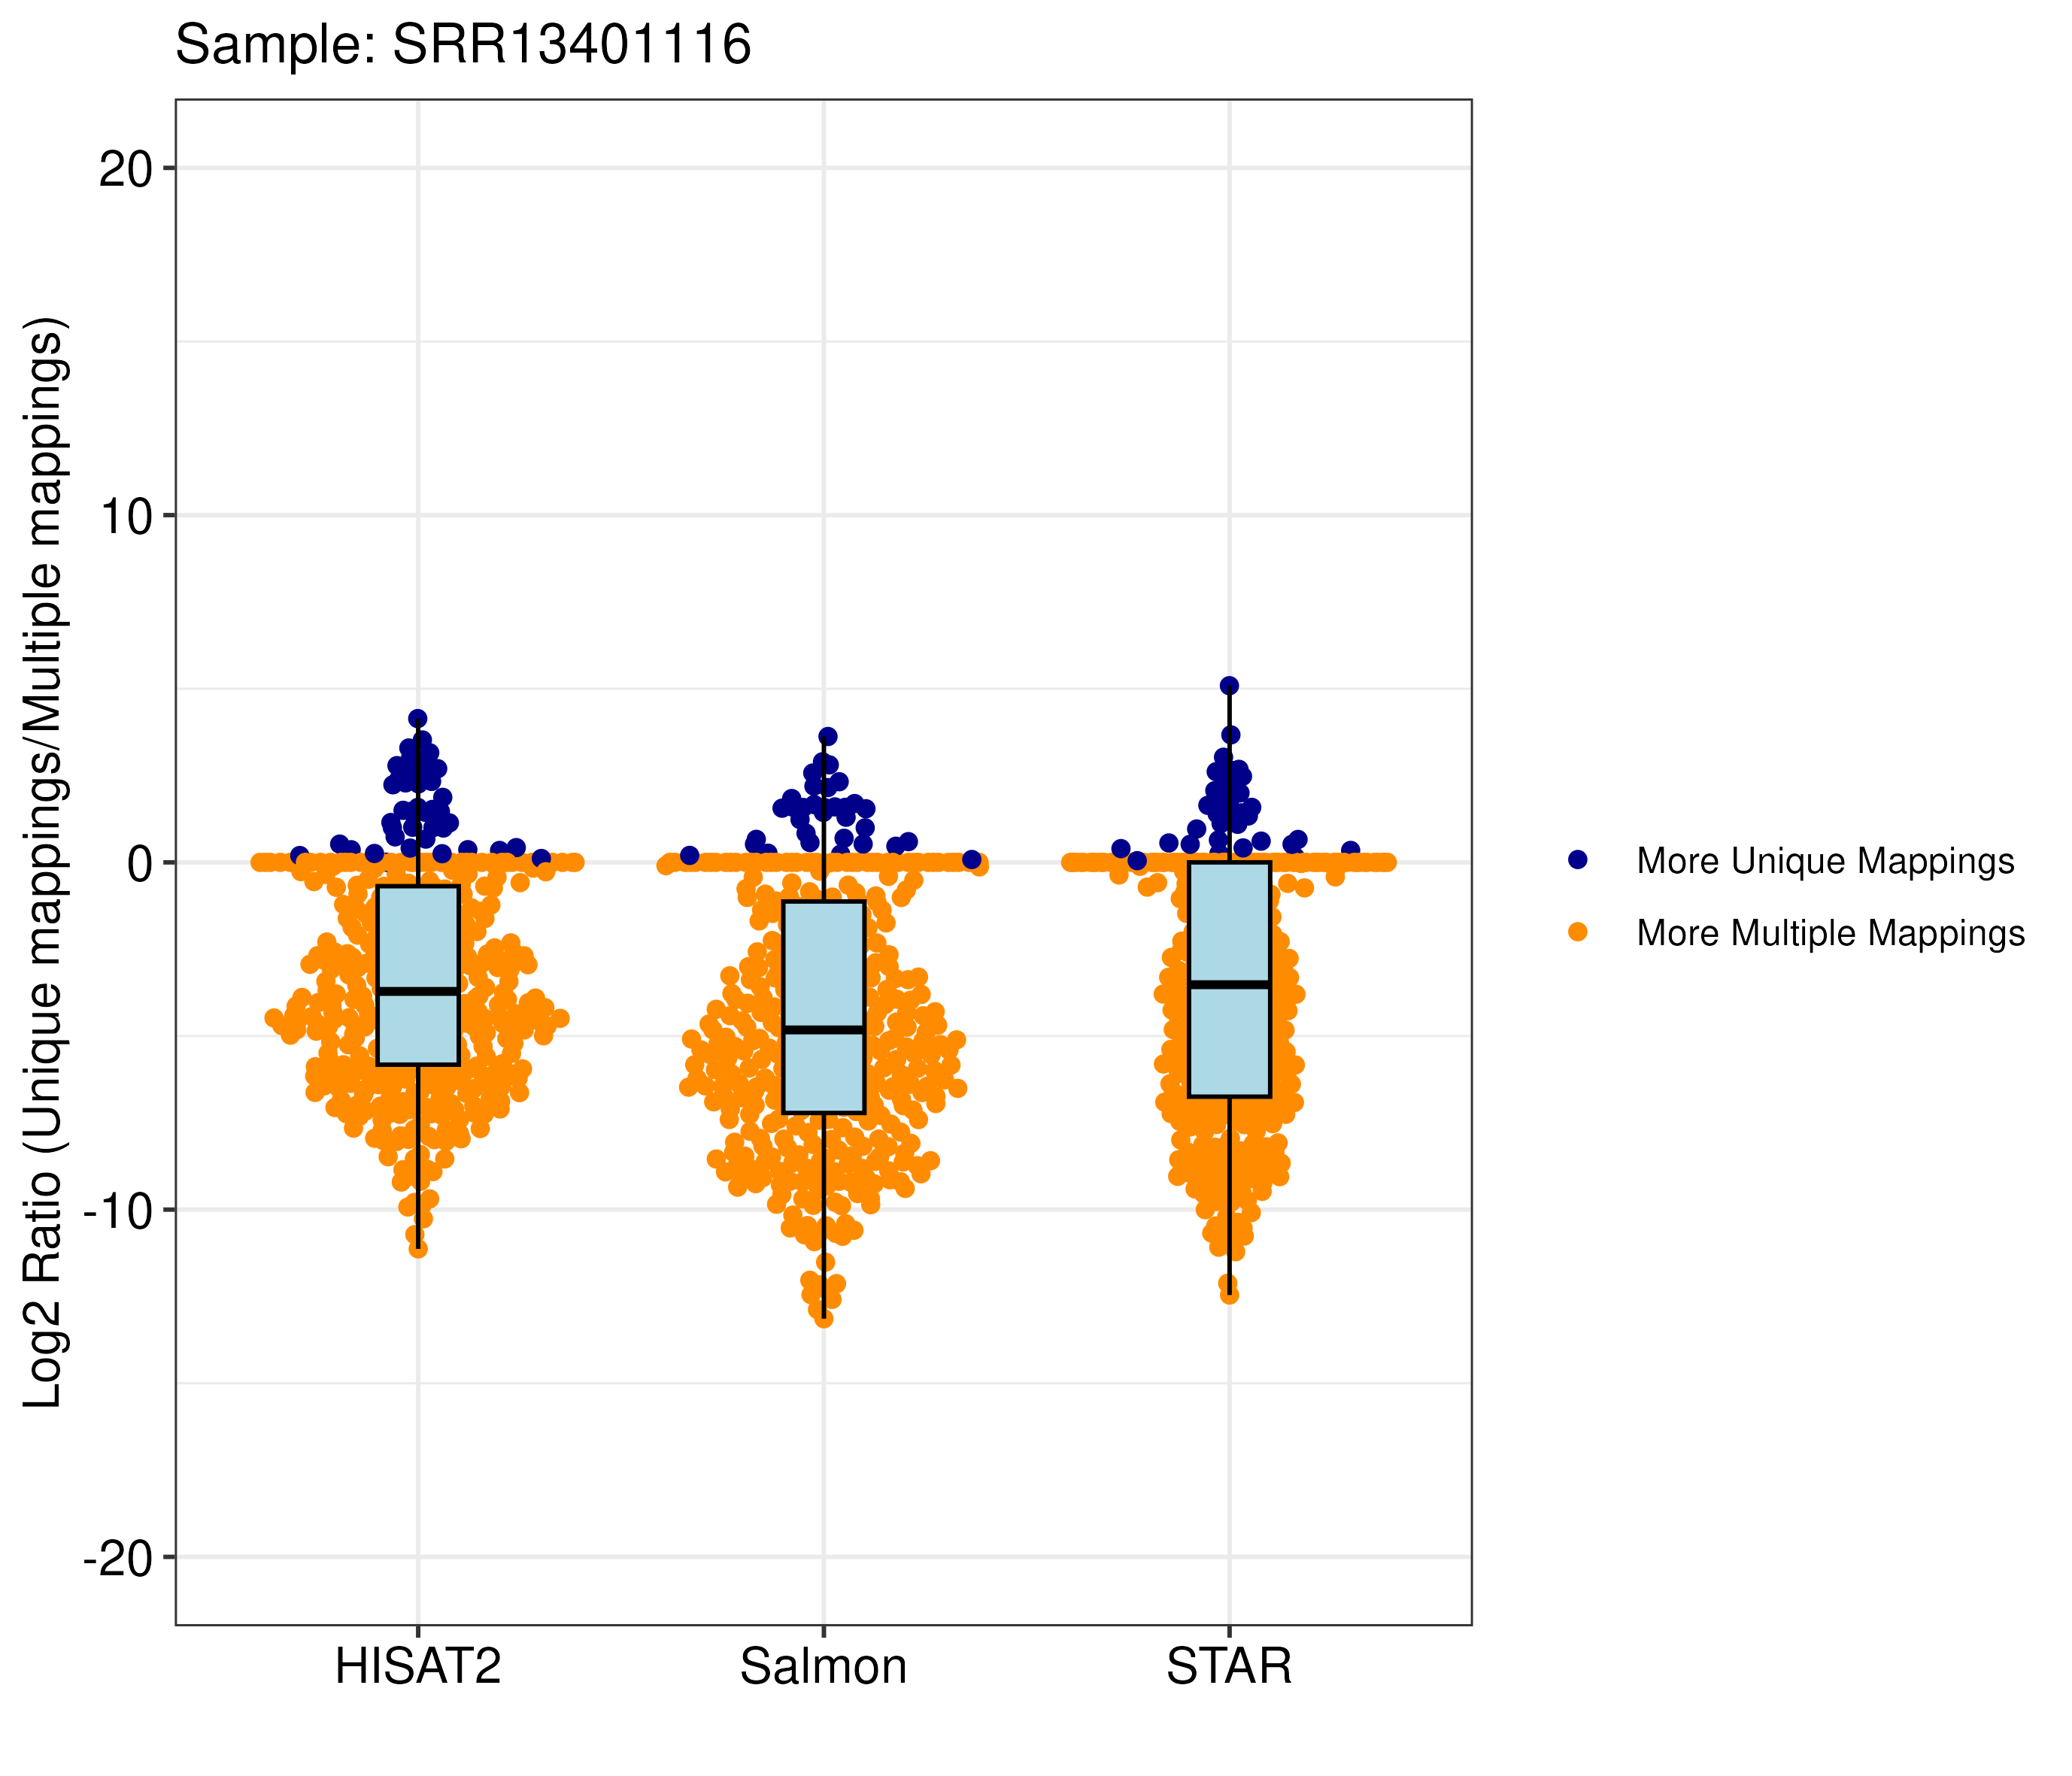 Sample: SRR13401116
Log2 Ratio (Unique mappings/Multiple mappings)
20
10
0
-10
-20
HISAT2
Salmon
STAR
More Unique Mappings
More Multiple Mappings